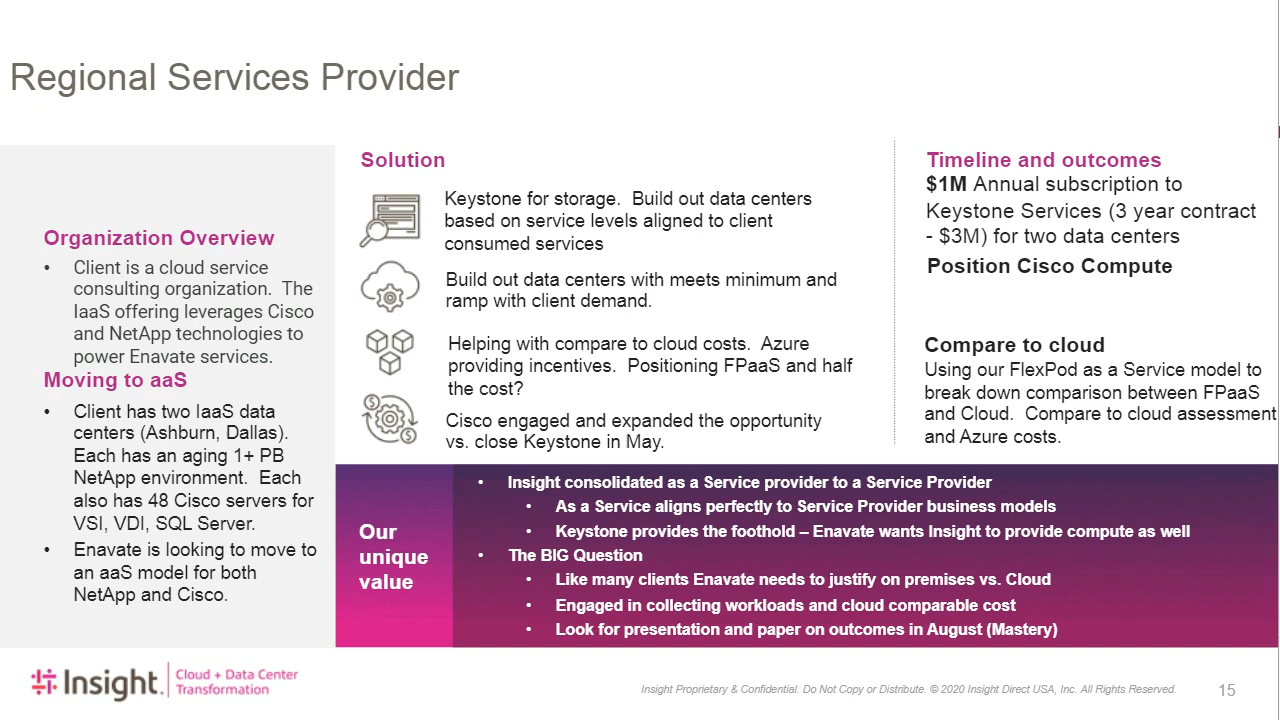 Regional Services Provider
Organization Overview
• Client is a cloud service
consulting organization.  The
IaaS offering leverages Cisco
and NetApp technologies to
power Enavate services.
Moving to aaS
• Client has two IaaS data
centers (Ashburn, Dallas).
Each has an aging 1+ PB
NetApp environment.  Each
also has 48 Cisco servers for
VSI, VDI, SQL Server.
• Enavate is looking to move to
an aaS model for both
NetApp and Cisco.
Solution
Keystone for storage.  Build out data centers
based on service levels aligned to client
consumed services
Build out data centers with meets minimum and
ramp with client demand.
Helping with compare to cloud costs.  Azure
providing incentives.  Positioning FPaaS and half
the cost?
Cisco engaged and expanded the opportunity
vs. close Keystone in May.
Timeline and outcomes
$1M Annual subscription to
Keystone Services (3 year contract
- $3M) for two data centers
Position Cisco Compute
Compare to cloud
Using our FlexPod as a Service model to
break down comparison between FPaaS
and Cloud.  Compare to cloud assessment
and Azure costs.
Our
unique
value
• Insight consolidated as a Service provider to a Service Provider
• As a Service aligns perfectly to Service Provider business models
• Keystone provides the foothold – Enavate wants Insight to provide compute as well
• The BIG Question
• Like many clients Enavate needs to justify on premises vs. Cloud
• Engaged in collecting workloads and cloud comparable cost
• Look for presentation and paper on outcomes in August (Mastery)
Insight.
Cloud + Data Center
Transformation
Insight Proprietary & Confidential. Do Not Copy or Distribute. © 2020 Insight Direct USA, Inc. All Rights Reserved.
15